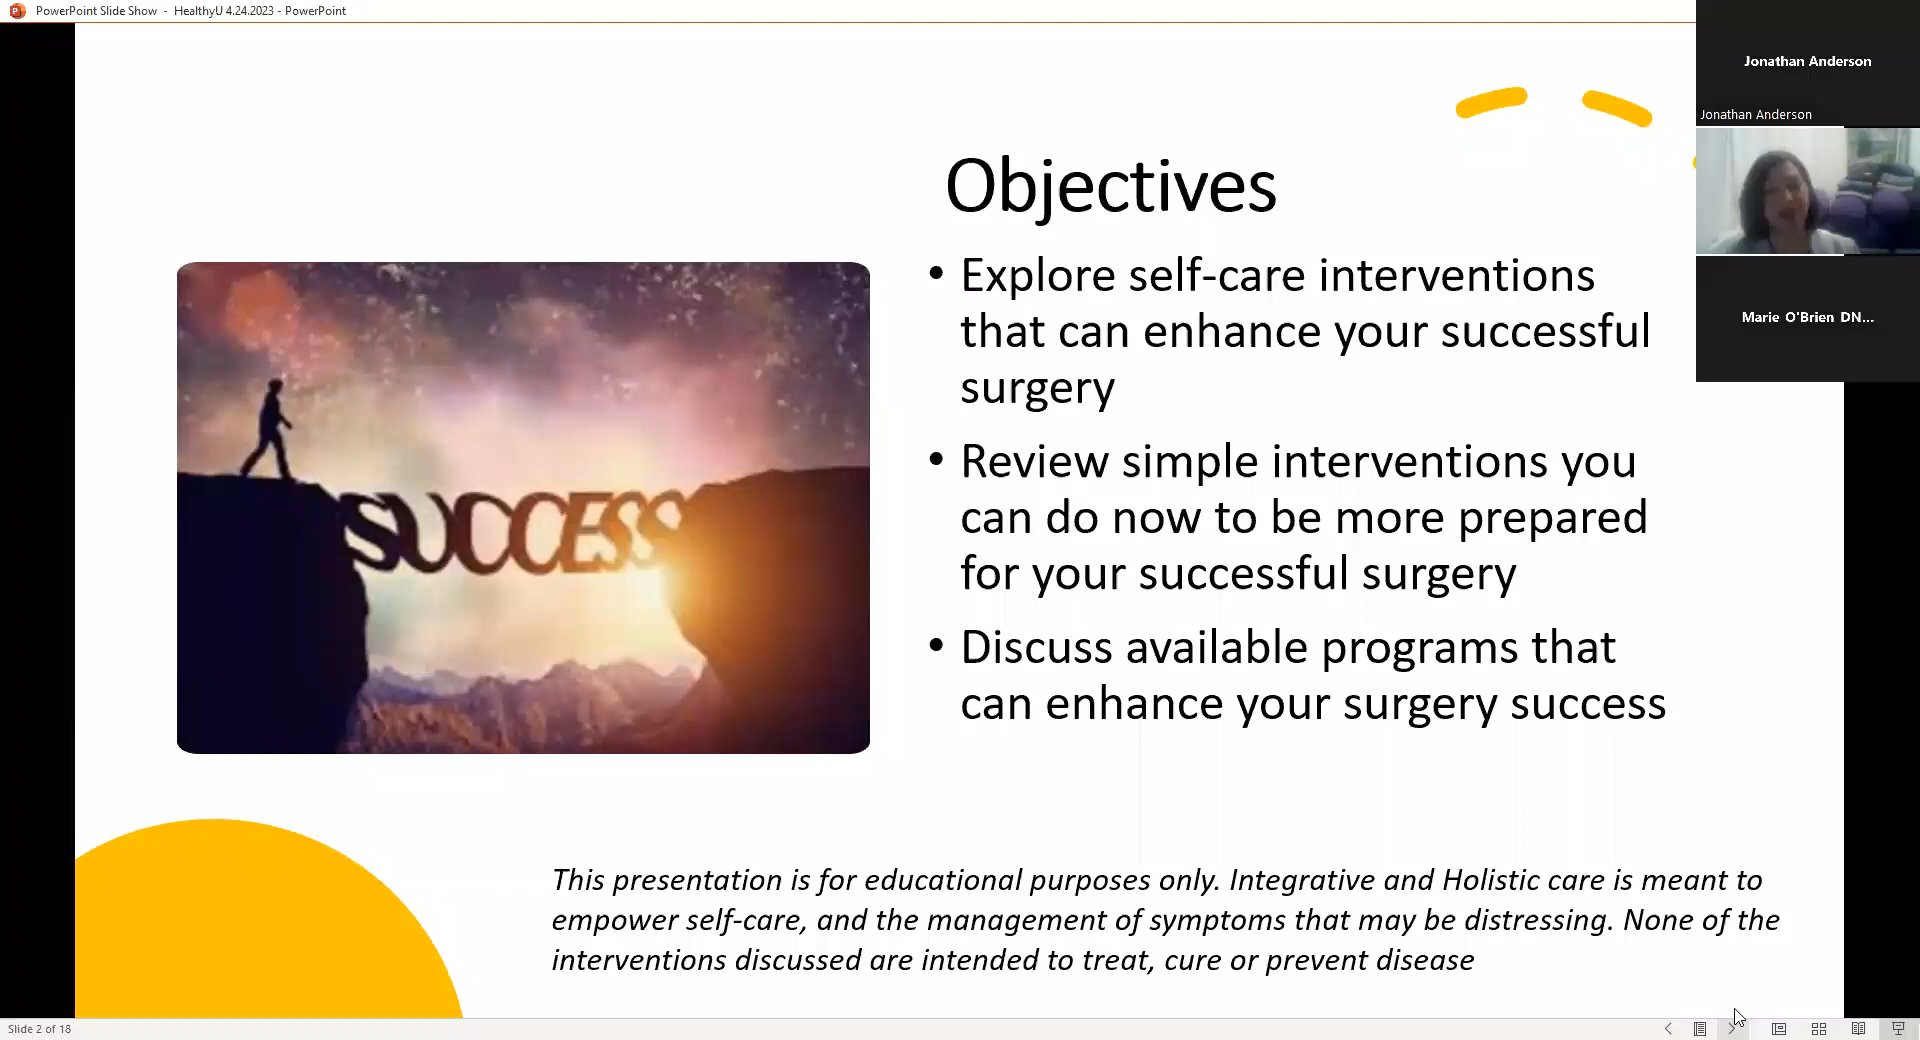 PowerPoint Slide Show - HealthyU 4.24.2023 - PowerPoint
Jonathan Anderson
Jonathan Anderson
Marie O'Brien DN...
Objectives
• Explore self-care interventions
that can enhance your successful
surgery
• Review simple interventions you
can do now to be more prepared
for your successful surgery
• Discuss available programs that
can enhance your surgery success
SUCCESS
This presentation is for educational purposes only. Integrative and Holistic care is meant to
empower self-care, and the management of symptoms that may be distressing. None of the
interventions discussed are intended to treat, cure or prevent disease
Slide 2 of 18